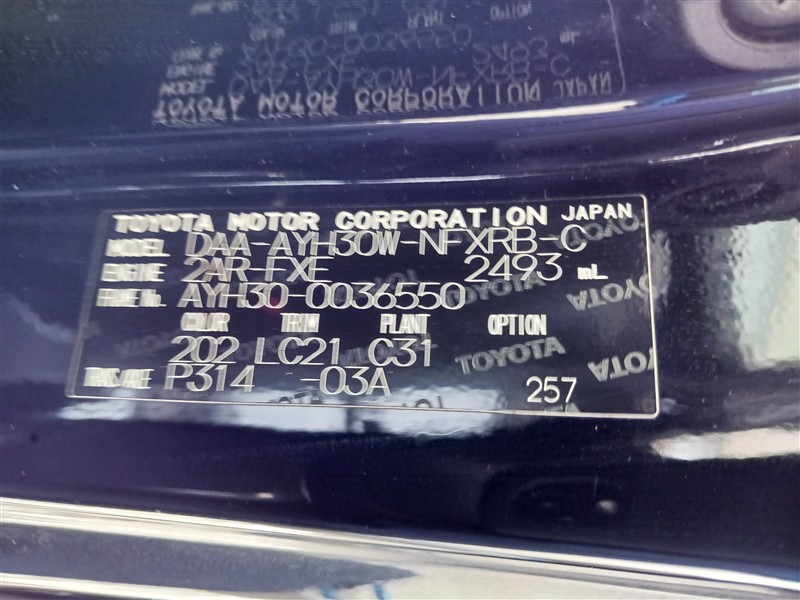 TOYOTA MOTOR CORPORATION JAPAN
MODEL DAA-AYH30W-NFXRB-C
ENGINE 2AR-FXE 2493 mL
FRAME No. AYH30-0036550
COLOR TRIM PLANT OPTION
202 LC21 C31
TRANS/AXLE P314 -03A 257